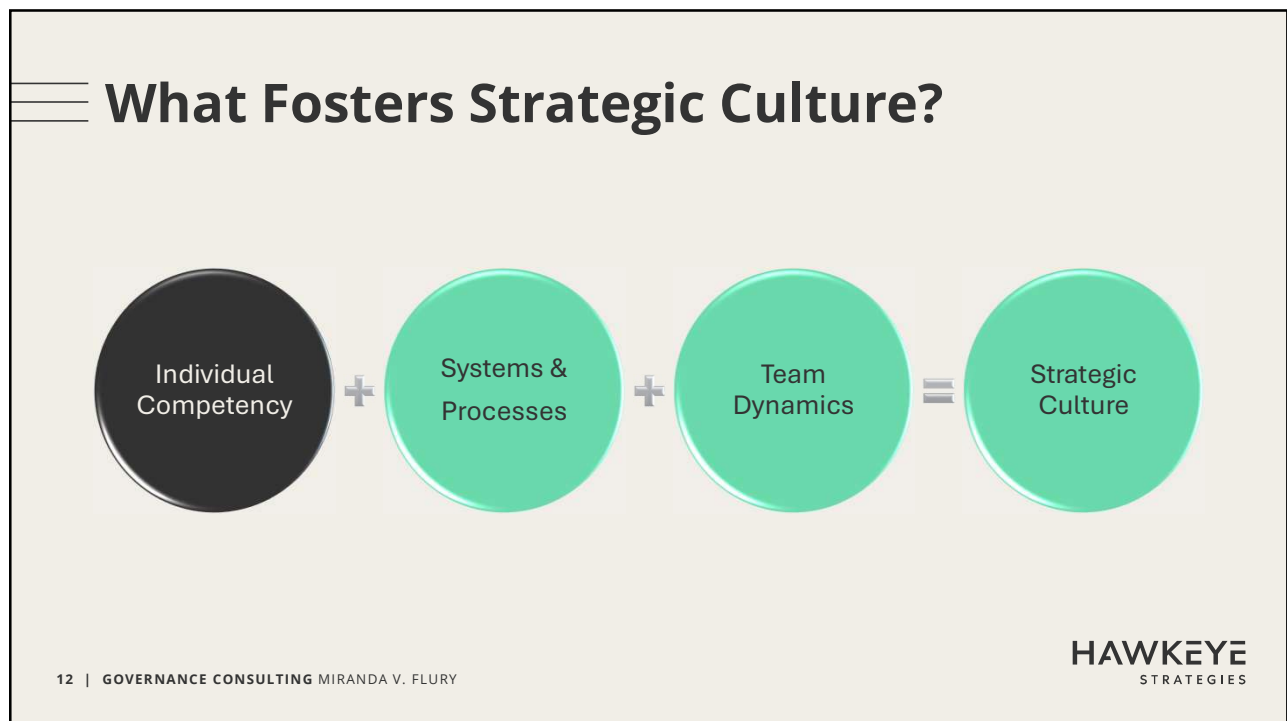 What Fosters Strategic Culture?
Individual
Competency
+
Systems &
Processes
+
Team
Dynamics
=
Strategic
Culture
12 | GOVERNANCE CONSULTING MIRANDA V. FLURY
HAWKEYE
STRATEGIES